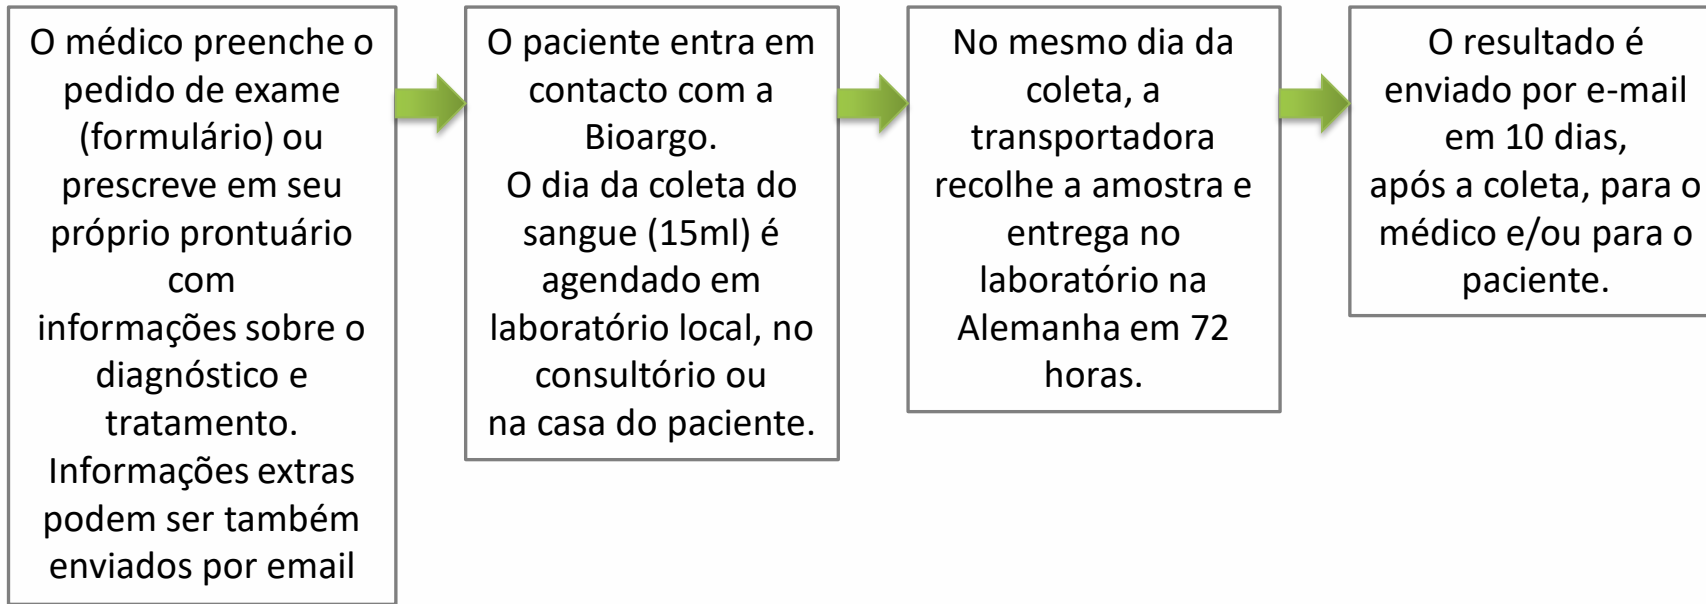 O médico preenche o
pedido de exame
(formulário) ou
prescreve em seu
próprio prontuário
com
informações sobre o
diagnóstico e
tratamento.
Informações extras
podem ser também
enviados por email
O paciente entra em
contacto com a
Bioargo.
O dia da coleta do
sangue (15ml) é
agendado em
laboratório local, no
consultório ou
na casa do paciente.
No mesmo dia da
coleta, a
transportadora
recolhe a amostra e
entrega no
laboratório na
Alemanha em 72
horas.
O resultado é
enviado por e-mail
em 10 dias,
após a coleta, para o
médico e/ou para o
paciente.